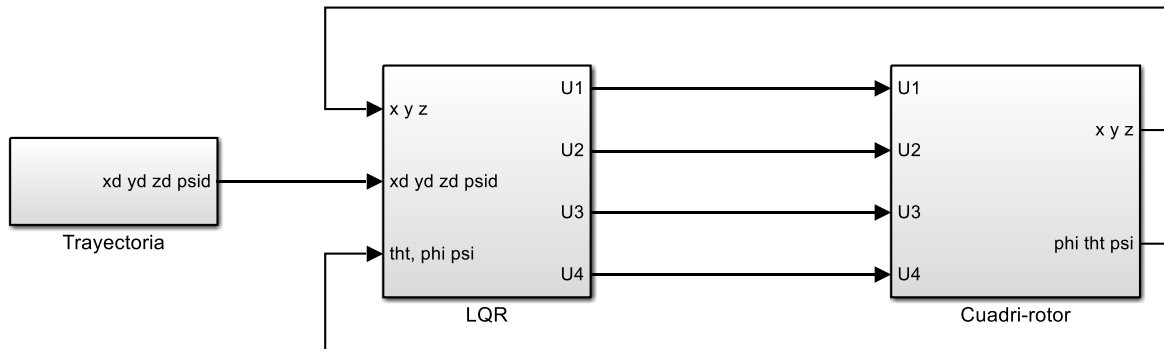 xd yd zd psid
Trayectoria
x y z
xd yd zd psid
tht, phi psi
U1
U2
U3
U4
LQR
U1
U2
U3
U4
x y z
phi tht psi
Cuadri-rotor